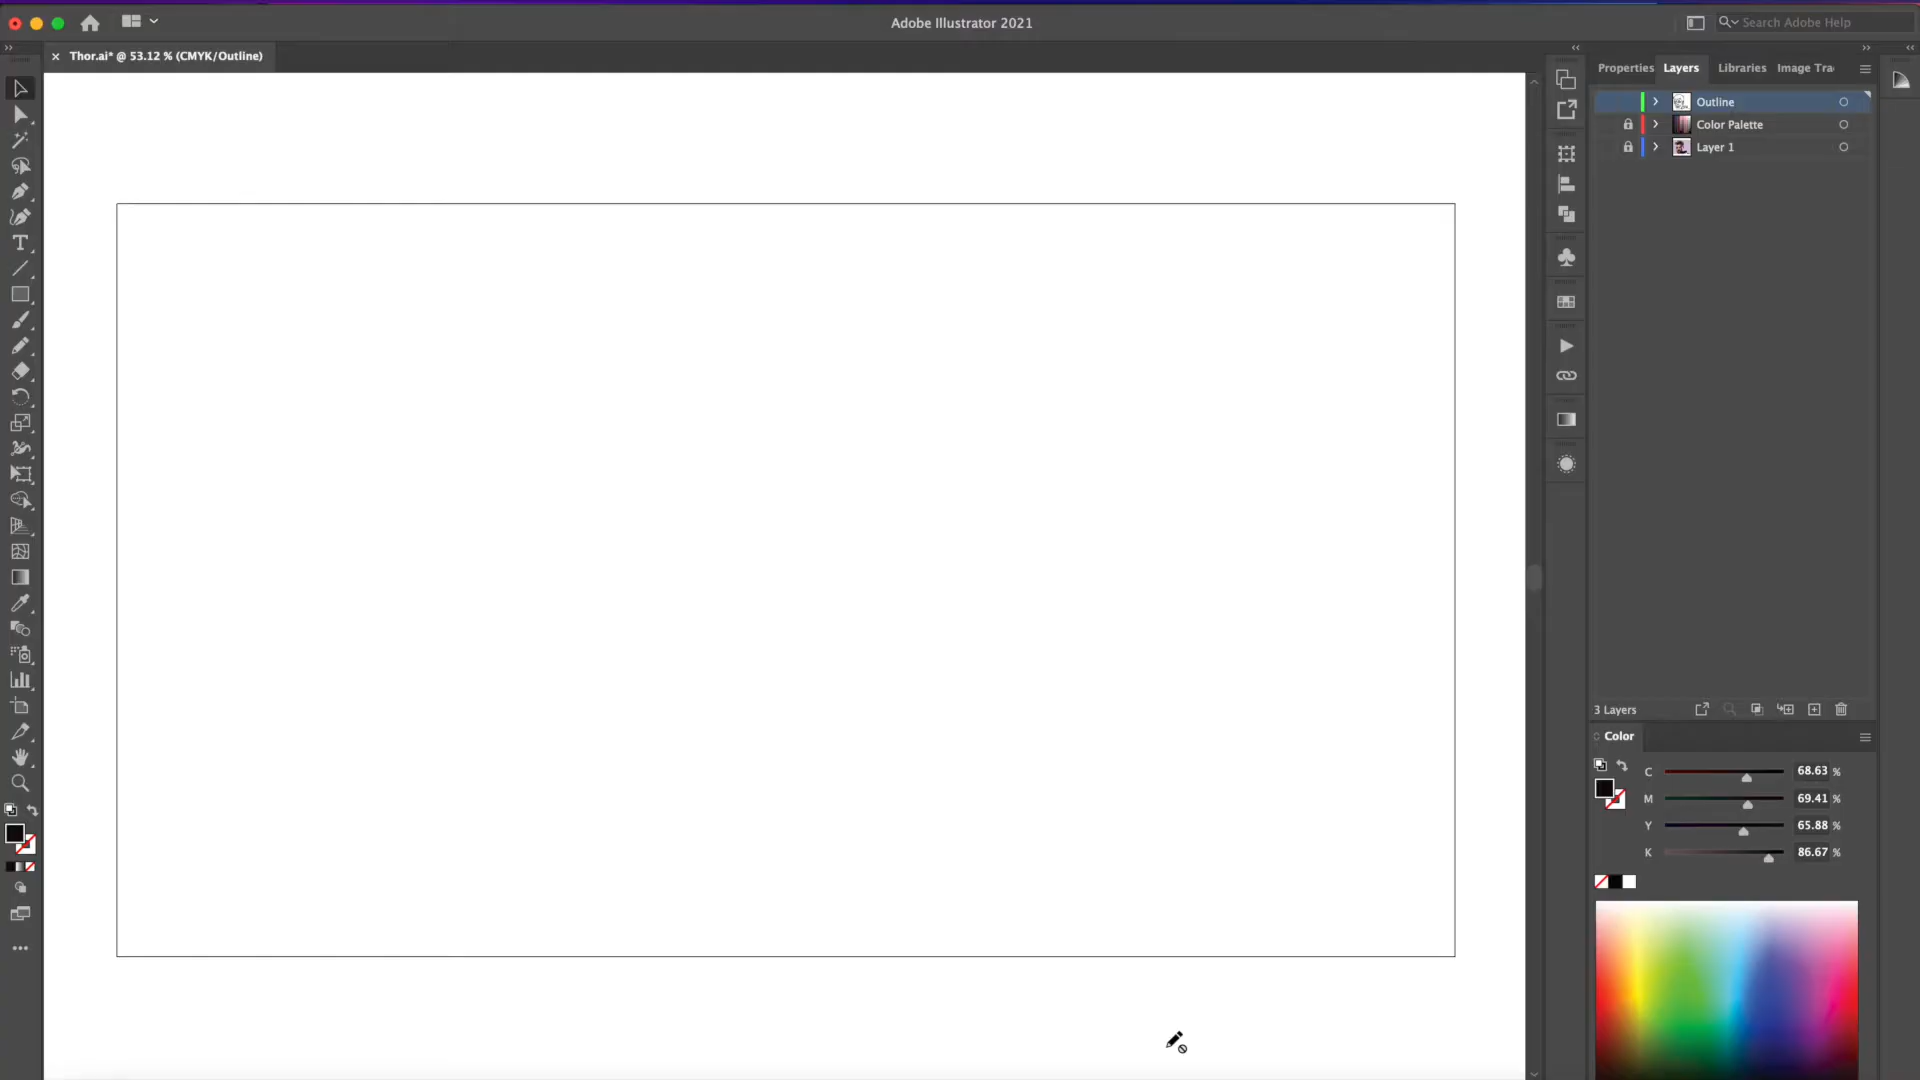 Adobe Illustrator 2021
Search Adobe Help
Thor.ai* @ 53.12 % (CMYK/Outline)
Properties Layers Libraries Image Tra
Outline
Color Palette
Layer 1
3 Layers
Color
C 68.63 %
M 69.41 %
Y 65.88 %
K 86.67 %